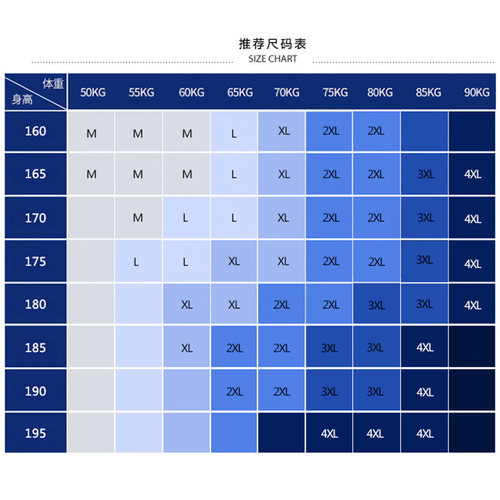 推荐尺码表
SIZE CHART
体重
身高
50KG 55KG 60KG 65KG 70KG 75KG 80KG 85KG 90KG
160 M M M L XL 2XL 2XL
165 M M M L XL 2XL 2XL 3XL 4XL
170 M L L XL 2XL 2XL 3XL 4XL
175 L L XL XL 2XL 2XL 3XL 4XL
180 XL XL 2XL 2XL 3XL 3XL 4XL
185 XL 2XL 2XL 3XL 3XL 4XL
190 2XL 2XL 3XL 3XL 4XL
195 4XL 4XL 4XL